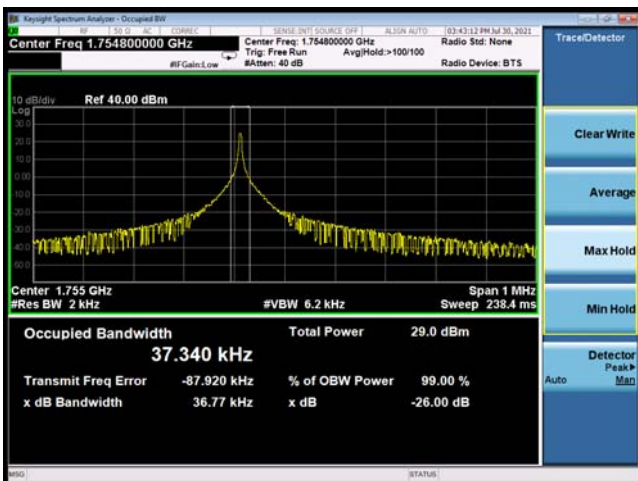 Keysight Spectrum Analyzer - Occupied BW
RF 50 Ω AC CORREC SENSE:INT SOURCE OFF ALIGN AUTO 03:43:12 PM Jul 30, 2021
Center Freq 1.754800000 GHz
Center Freq: 1.754800000 GHz
Radio Std: None
Trig: Free Run Avg|Hold:>100/100
#IFGain:Low #Atten: 40 dB Radio Device: BTS
10 dB/div Ref 40.00 dBm
Log
30.0
20.0
10.0
0.00
10.0
20.0
30.0
40.0
50.0
Center 1.755 GHz Span 1 MHz
#Res BW 2 kHz #VBW 6.2 kHz Sweep 238.4 ms
Occupied Bandwidth Total Power 29.0 dBm
37.340 kHz
Transmit Freq Error -87.920 kHz % of OBW Power 99.00 %
x dB Bandwidth 36.77 kHz x dB -26.00 dB
MSG STATUS
Trace/Detector
Clear Write
Average
Max Hold
Min Hold
Detector
Peak▶
Auto Man